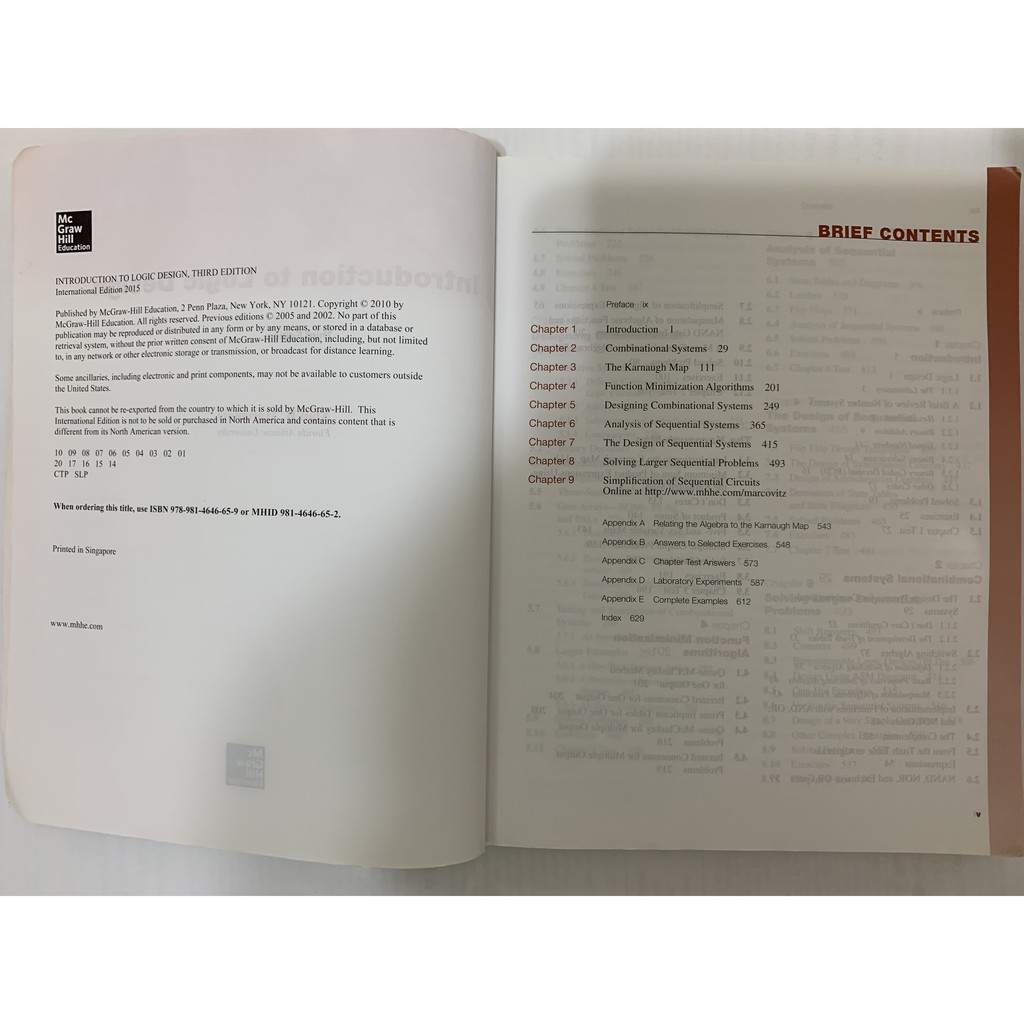 Mc
Graw
Hill
Education
INTRODUCTION TO LOGIC DESIGN, THIRD EDITION
International Edition 2015
Published by McGraw-Hill Education, 2 Penn Plaza, New York, NY 10121. Copyright © 2010 by
McGraw-Hill Education. All rights reserved. Previous editions © 2005 and 2002. No part of this
publication may be reproduced or distributed in any form or by any means, or stored in a database or
retrieval system, without the prior written consent of McGraw-Hill Education, including, but not limited
to, in any network or other electronic storage or transmission, or broadcast for distance learning.
Some ancillaries, including electronic and print components, may not be available to customers outside
the United States.
This book cannot be re-exported from the country to which it is sold by McGraw-Hill. This
International Edition is not to be sold or purchased in North America and contains content that is
different from its North American version.
10 09 08 07 06 05 04 03 02 01
20 17 16 15 14
CTP SLP
When ordering this title, use ISBN 978-981-4646-65-9 or MHID 981-4646-65-2.
Printed in Singapore
www.mhhe.com
BRIEF CONTENTS
Preface ix
Chapter 1 Introduction 1
Chapter 2 Combinational Systems 29
Chapter 3 The Karnaugh Map 111
Chapter 4 Function Minimization Algorithms 201
Chapter 5 Designing Combinational Systems 249
Chapter 6 Analysis of Sequential Systems 365
Chapter 7 The Design of Sequential Systems 415
Chapter 8 Solving Larger Sequential Problems 493
Chapter 9 Simplification of Sequential Circuits
Online at http://www.mhhe.com/marcovitz
Appendix A Relating the Algebra to the Karnaugh Map 543
Appendix B Answers to Selected Exercises 548
Appendix C Chapter Test Answers 573
Appendix D Laboratory Experiments 587
Appendix E Complete Examples 612
Index 629
v